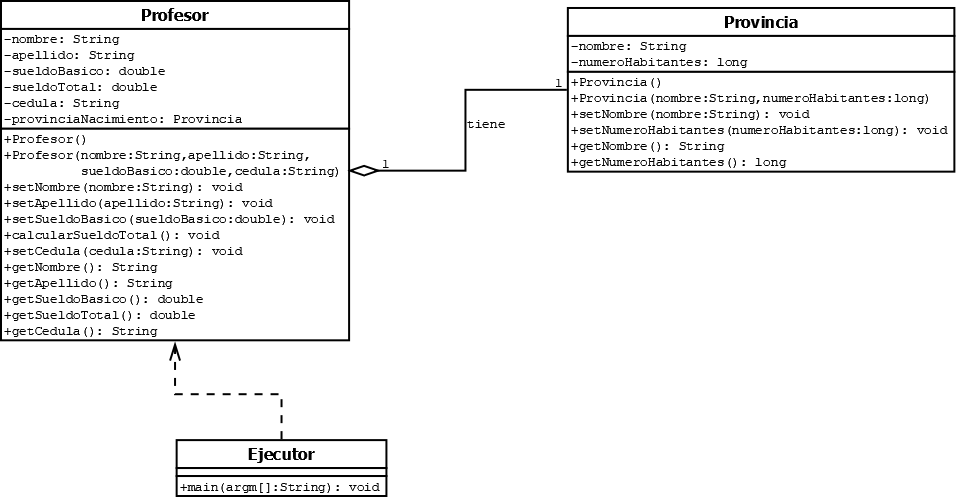 Profesor
-nombre: String
-apellido: String
-sueldoBasico: double
-sueldoTotal: double
-cedula: String
-provinciaNacimiento: Provincia
+Profesor()
+Profesor(nombre:String,apellido:String,
sueldoBasico:double,cedula:String)
+setNombre(nombre:String): void
+setApellido(apellido:String): void
+setSueldoBasico(sueldoBasico:double): void
+calcularSueldoTotal(): void
+setCedula(cedula:String): void
+getNombre(): String
+getApellido(): String
+getSueldoBasico(): double
+getSueldoTotal(): double
+getCedula(): String
1
tiene
1
Provincia
-nombre: String
-numeroHabitantes: long
+Provincia()
+Provincia(nombre:String,numeroHabitantes:long)
+setNombre(nombre:String): void
+setNumeroHabitantes(numeroHabitantes:long): void
+getNombre(): String
+getNumeroHabitantes(): long
Ejecutor
+main(argm[]:String): void